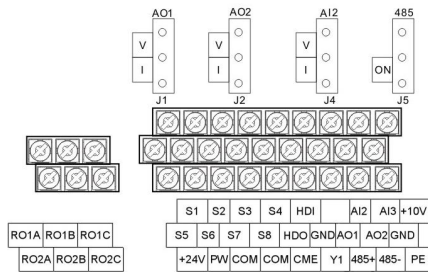 AO1 AO2 AI2 485
V V V
I I I ON
J1 J2 J4 J5
S1 S2 S3 S4 HDI AI2 AI3 +10V
RO1A RO1B RO1C S5 S6 S7 S8 HDO GND AO1 AO2 GND
RO2A RO2B RO2C +24V PW COM COM CME Y1 485+ 485- PE